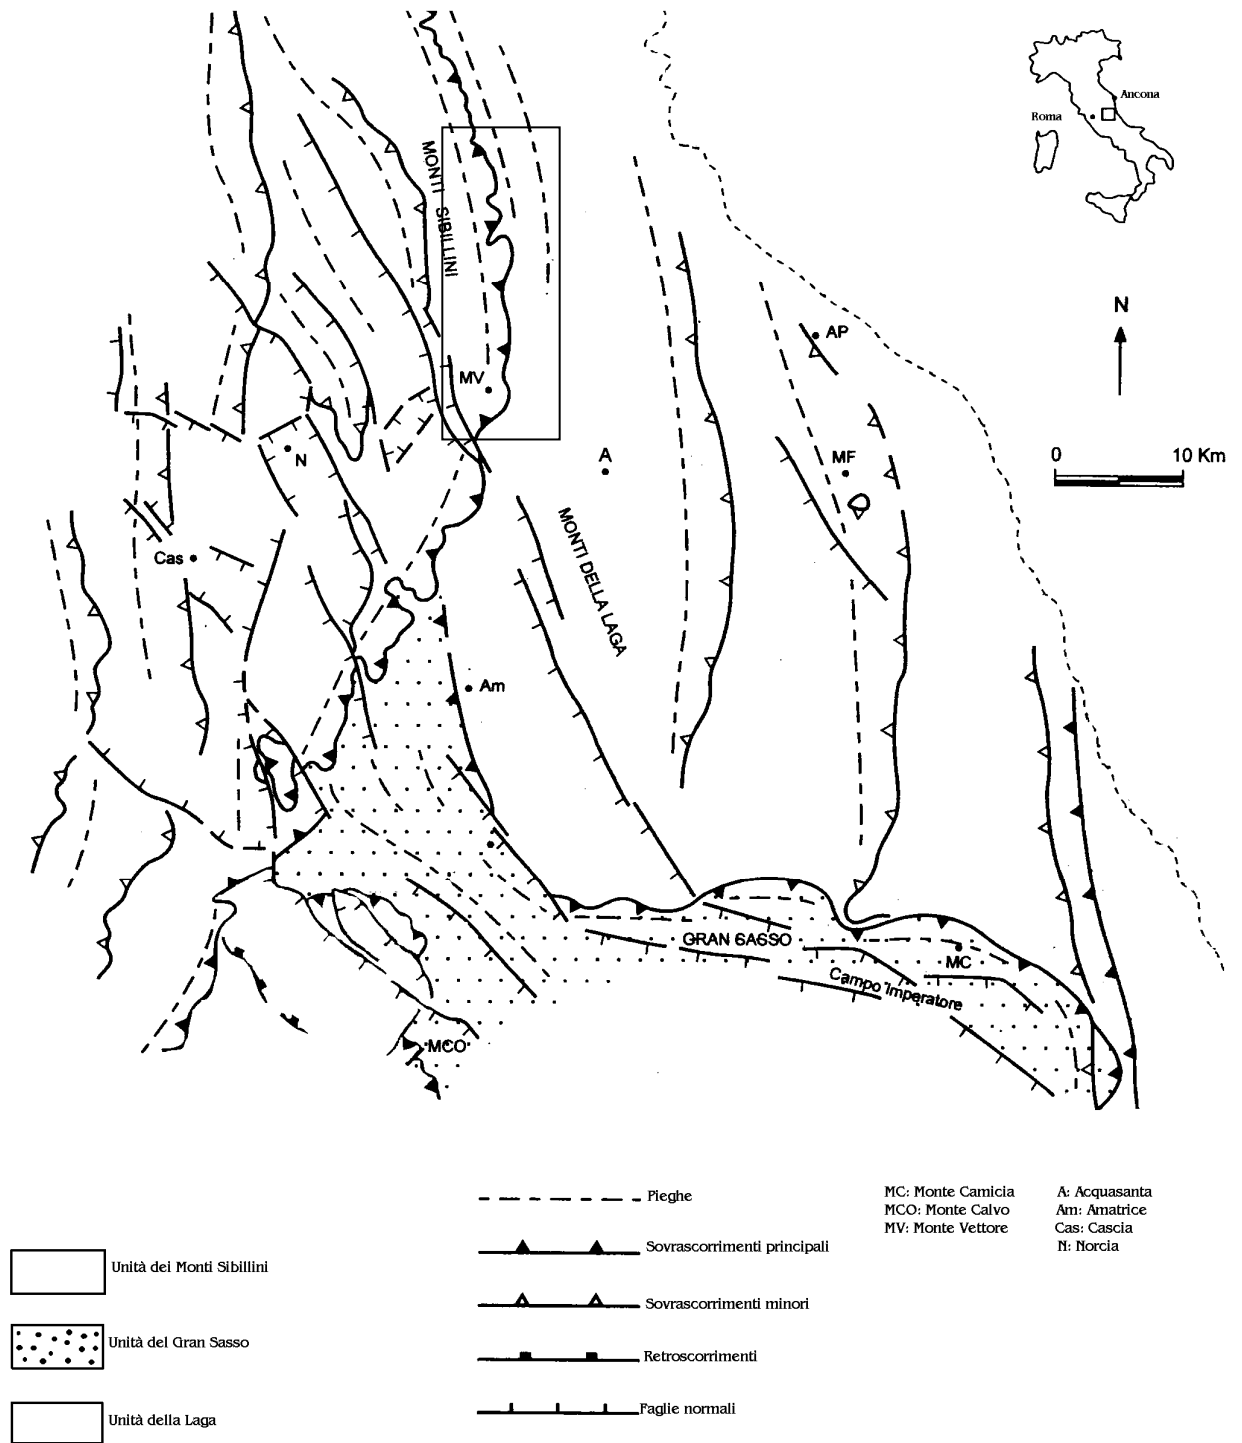 Ancona
Roma
MONTI SIBILLINI
N
AP
MV
A
MF
0 10 Km
N
MONTI DELLA LAGA
Cas
Am
GRAN SASSO
MC
Campo Imperatore
MCO
Pieghe
MC: Monte Camicia
A: Acquasanta
MCO: Monte Calvo
Am: Amatrice
MV: Monte Vettore
Cas: Cascia
N: Norcia
Sovrascorrimenti principali
Unità dei Monti Sibillini
Sovrascorrimenti minori
Unità del Gran Sasso
Retroscorrimenti
Unità della Laga
Faglie normali